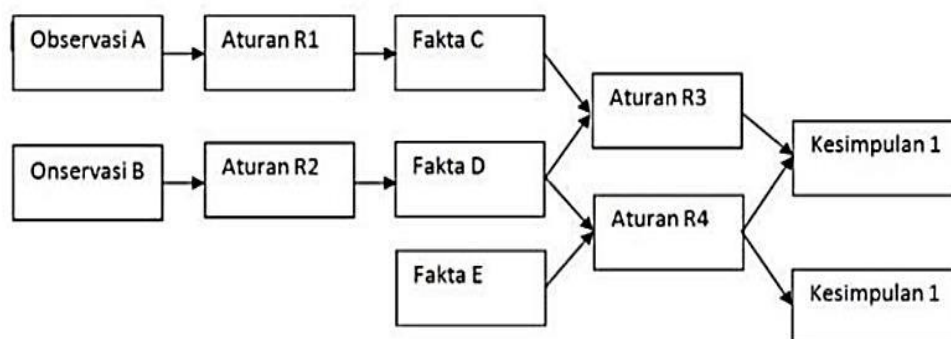 Observasi A
Aturan R1
Fakta C
Aturan R3
Kesimpulan 1
Onservasi B
Aturan R2
Fakta D
Aturan R4
Fakta E
Kesimpulan 1